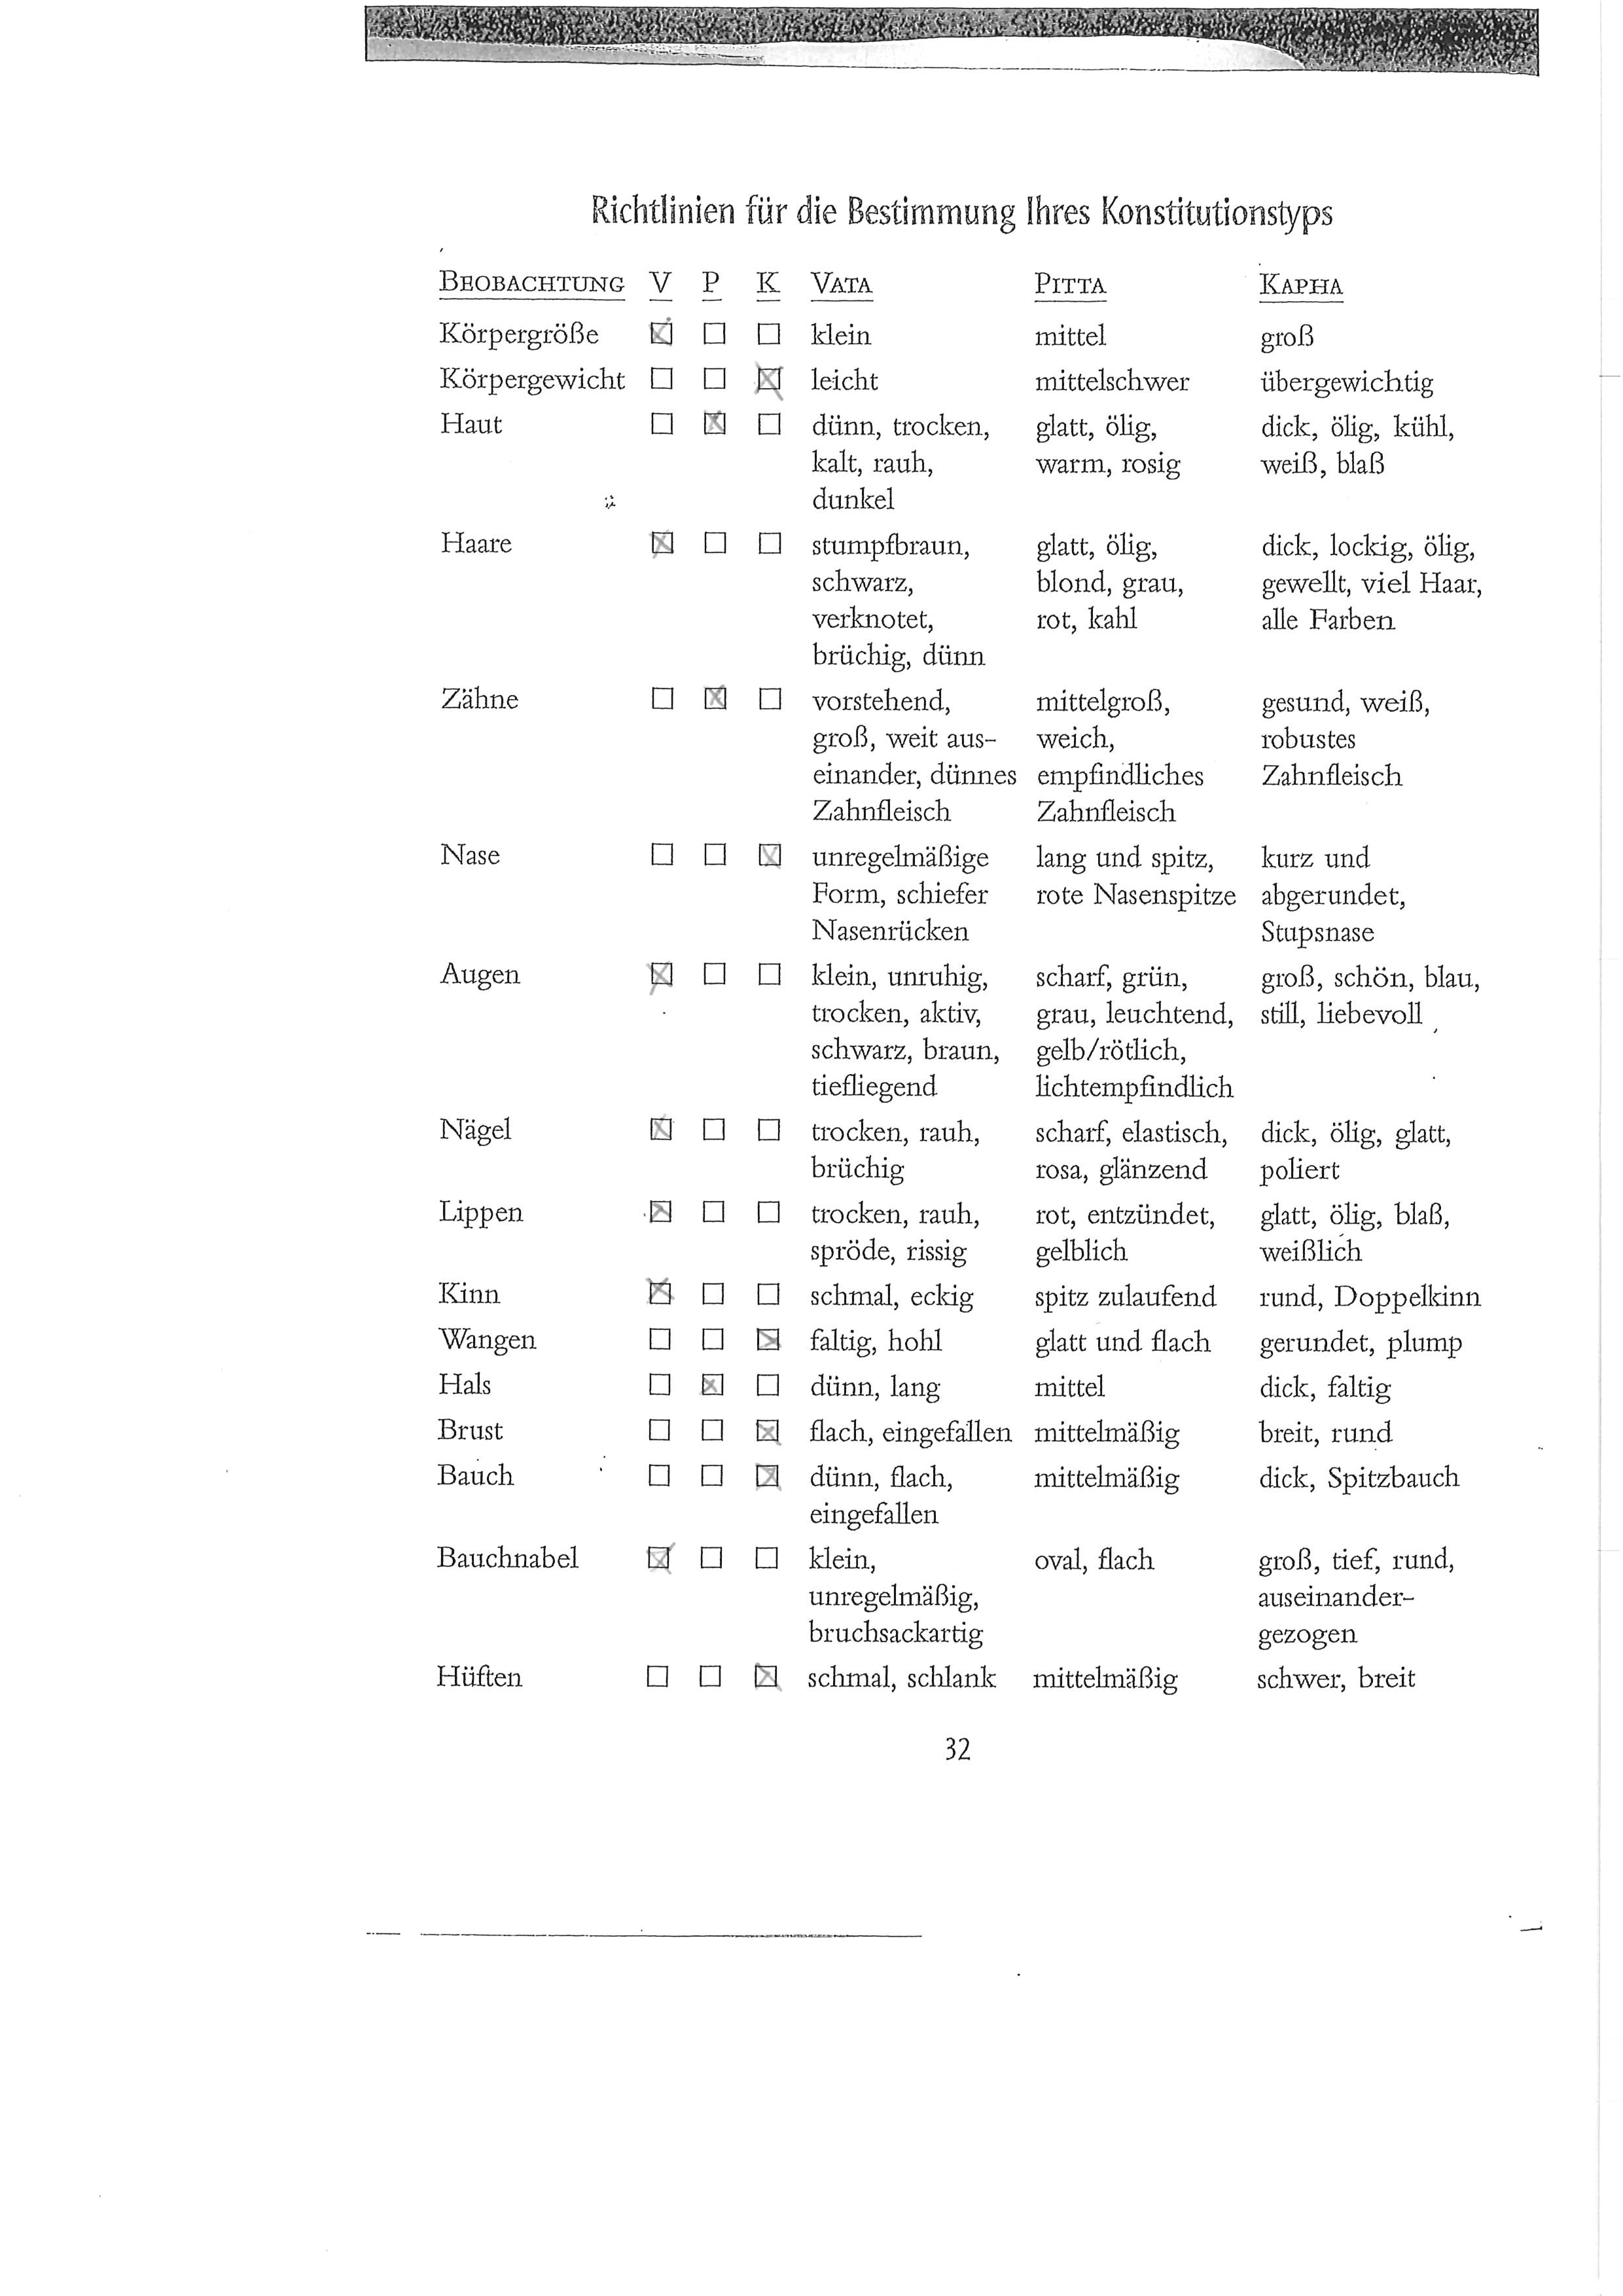 Richtlinien für die Bestimmung Ihres Konstitutionstyps
BEOBACHTUNG V P K VATA PITTA KAPHA
Körpergröße ☒ ☐ ☐ klein mittel groß
Körpergewicht ☐ ☐ ☒ leicht mittelschwer übergewichtig
Haut ☐ ☒ ☐ dünn, trocken, glatt, ölig, dick, ölig, kühl,
kalt, rauh, warm, rosig weiß, blaß
dunkel
Haare ☒ ☐ ☐ stumpfbraun, glatt, ölig, dick, lockig, ölig,
schwarz, blond, grau, gewellt, viel Haar,
verknotet, rot, kahl alle Farben
brüchig, dünn
Zähne ☐ ☒ ☐ vorstehend, mittelgroß, gesund, weiß,
groß, weit aus- weich, robustes
einander, dünnes empfindliches Zahnfleisch
Zahnfleisch Zahnfleisch
Nase ☐ ☐ ☒ unregelmäßige lang und spitz, kurz und
Form, schiefer rote Nasenspitze abgerundet,
Nasenrücken Stupsnase
Augen ☒ ☐ ☐ klein, unruhig, scharf, grün, groß, schön, blau,
trocken, aktiv, grau, leuchtend, still, liebevoll
schwarz, braun, gelb/rötlich,
tiefliegend lichtempfindlich
Nägel ☒ ☐ ☐ trocken, rauh, scharf, elastisch, dick, ölig, glatt,
brüchig rosa, glänzend poliert
Lippen ☒ ☐ ☐ trocken, rauh, rot, entzündet, glatt, ölig, blaß,
spröde, rissig gelblich weißlich
Kinn ☒ ☐ ☐ schmal, eckig spitz zulaufend rund, Doppelkinn
Wangen ☐ ☐ ☒ faltig, hohl glatt und flach gerundet, plump
Hals ☐ ☒ ☐ dünn, lang mittel dick, faltig
Brust ☐ ☐ ☒ flach, eingefallen mittelmäßig breit, rund
Bauch ☐ ☐ ☒ dünn, flach, mittelmäßig dick, Spitzbauch
eingefallen
Bauchnabel ☒ ☐ ☐ klein, oval, flach groß, tief, rund,
unregelmäßig, auseinander-
bruchsackartig gezogen
Hüften ☐ ☐ ☒ schmal, schlank mittelmäßig schwer, breit
32